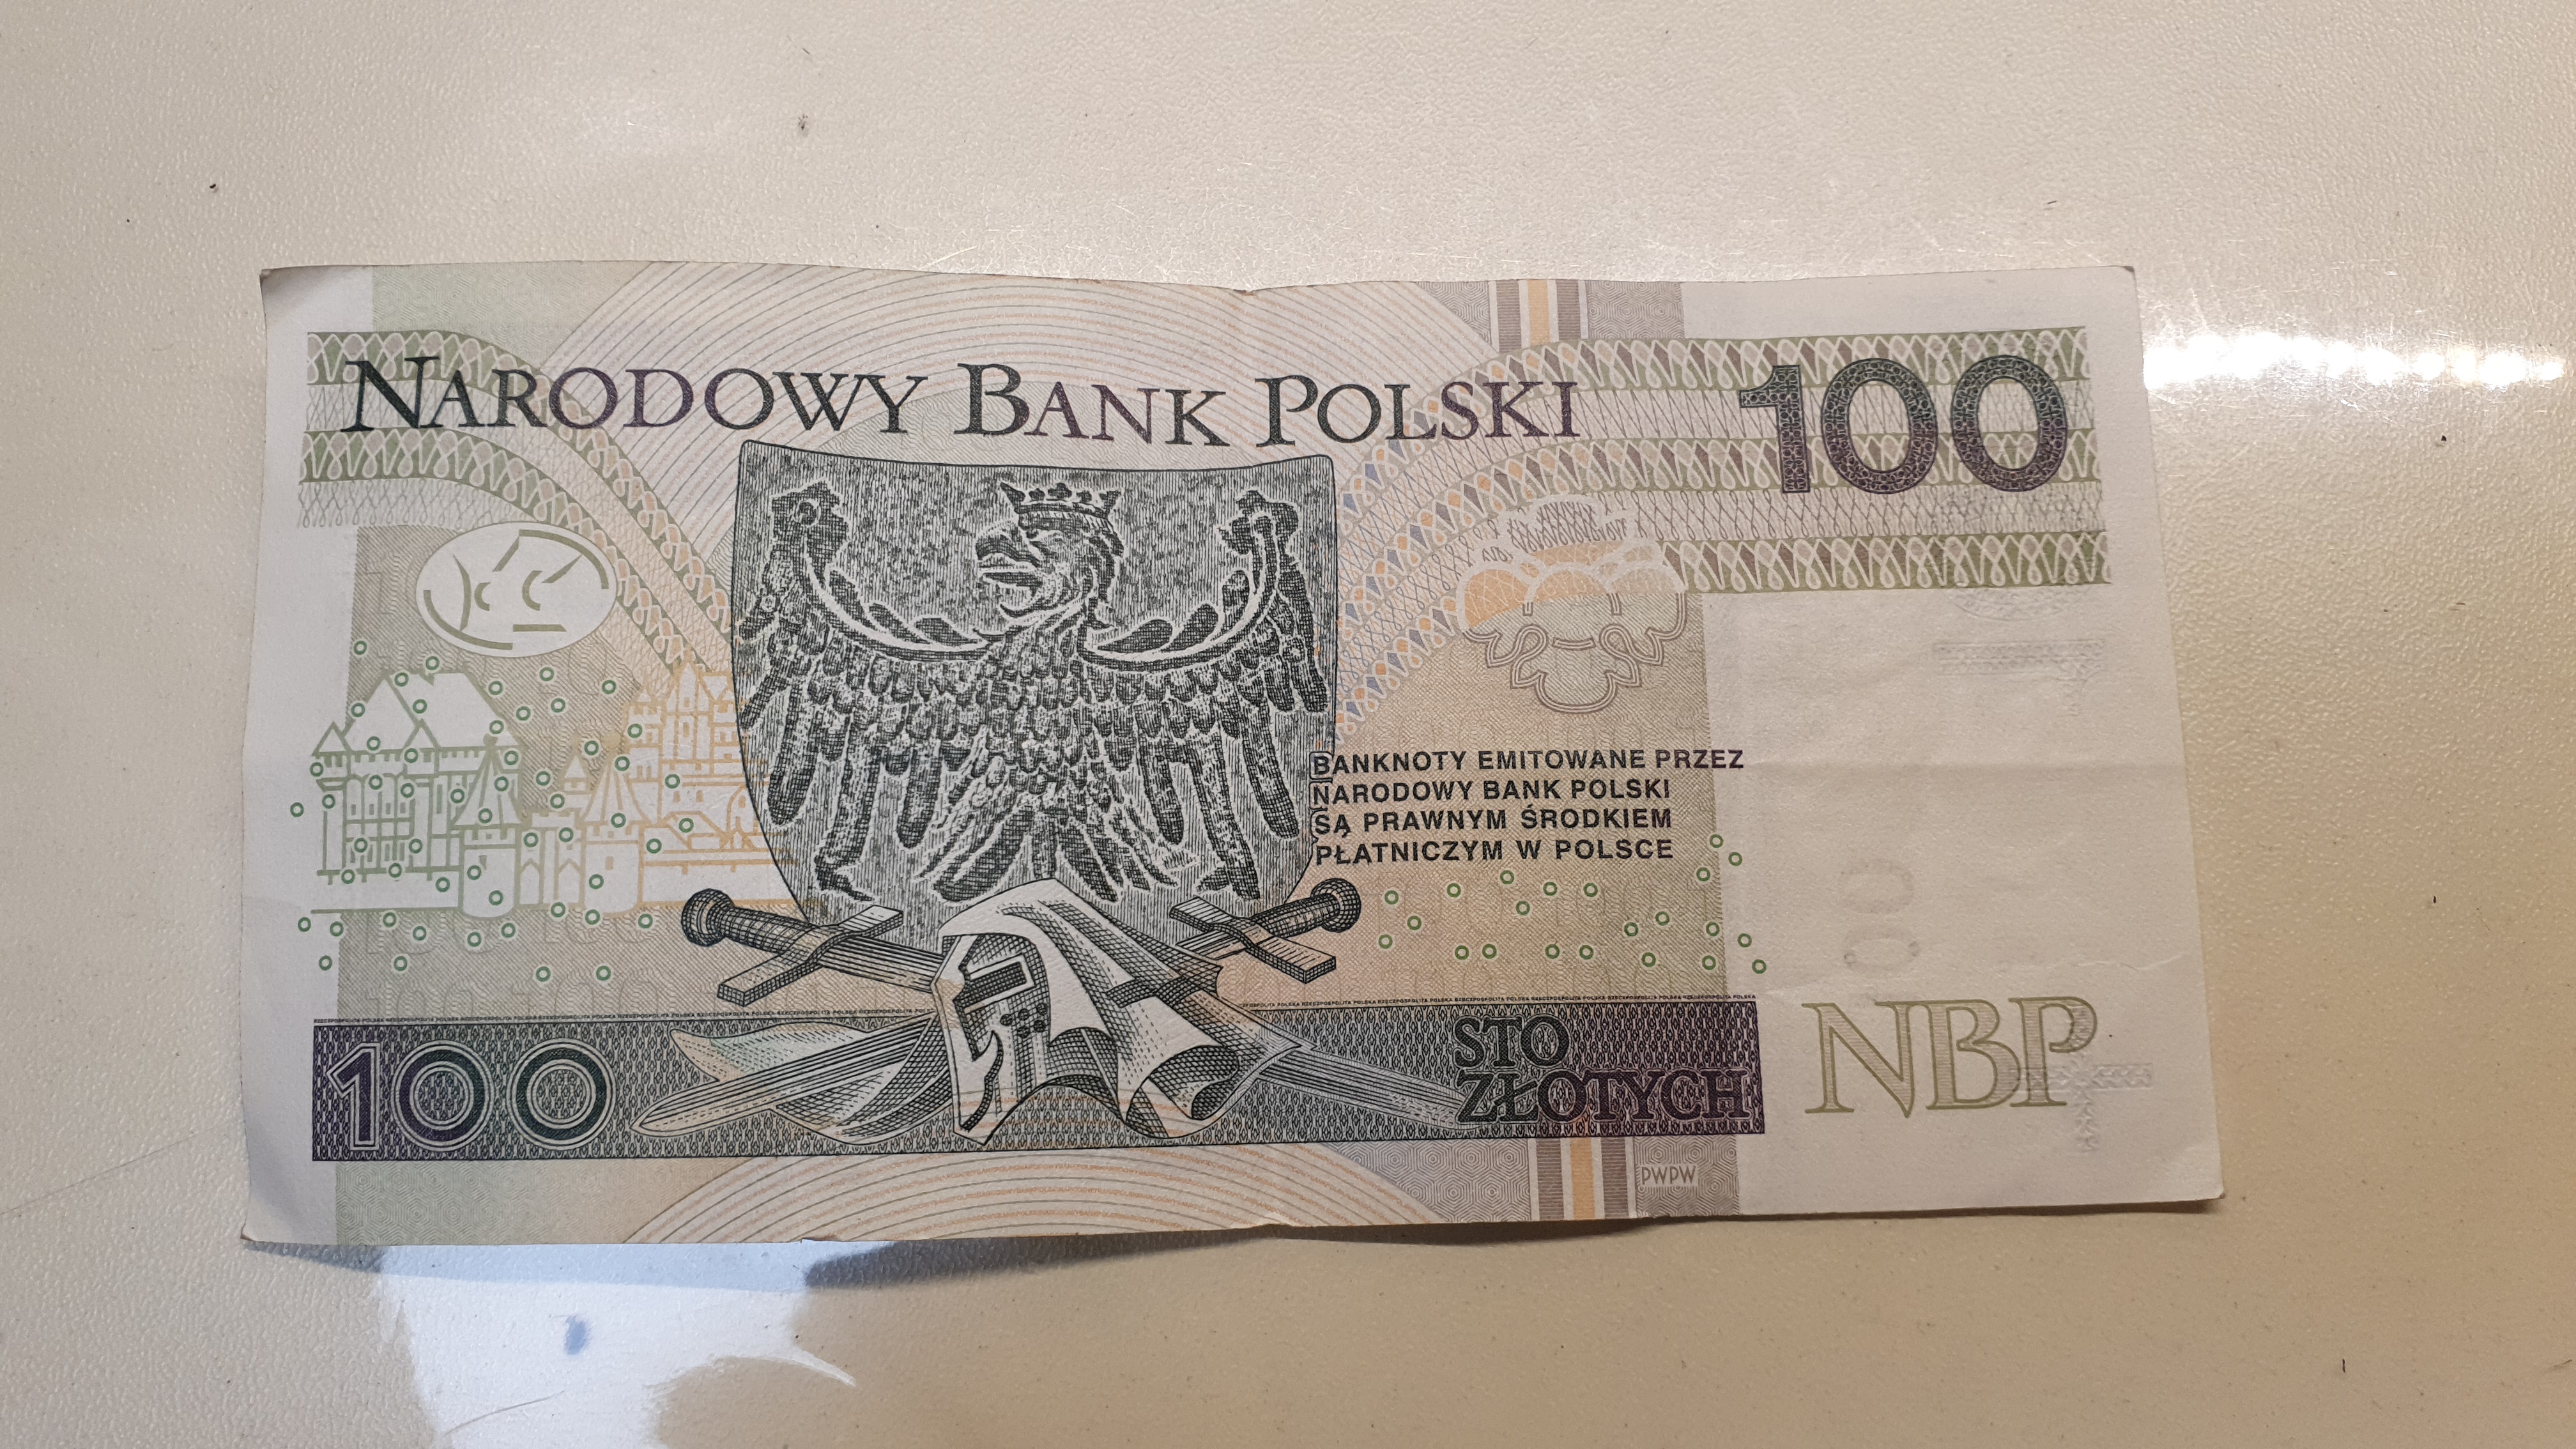 NARODOWY BANK POLSKI 100
BANKNOTY EMITOWANE PRZEZ
NARODOWY BANK POLSKI
SĄ PRAWNYM ŚRODKIEM
PŁATNICZYM W POLSCE
100
STO
ZŁOTYCH
NBP
PWPW